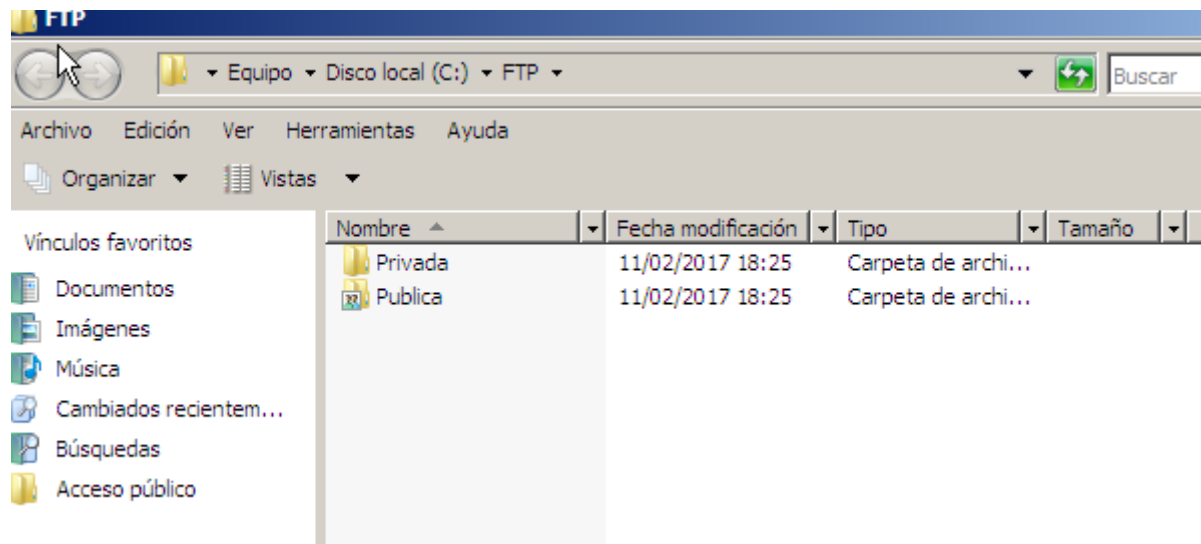 FTP
Equipo Disco local (C:) FTP Buscar
Archivo Edición Ver Herramientas Ayuda
Organizar Vistas
Vínculos favoritos
Documentos
Imágenes
Música
Cambiados recientem...
Búsquedas
Acceso público
Nombre Fecha modificación Tipo Tamaño
Privada 11/02/2017 18:25 Carpeta de archi...
Publica 11/02/2017 18:25 Carpeta de archi...